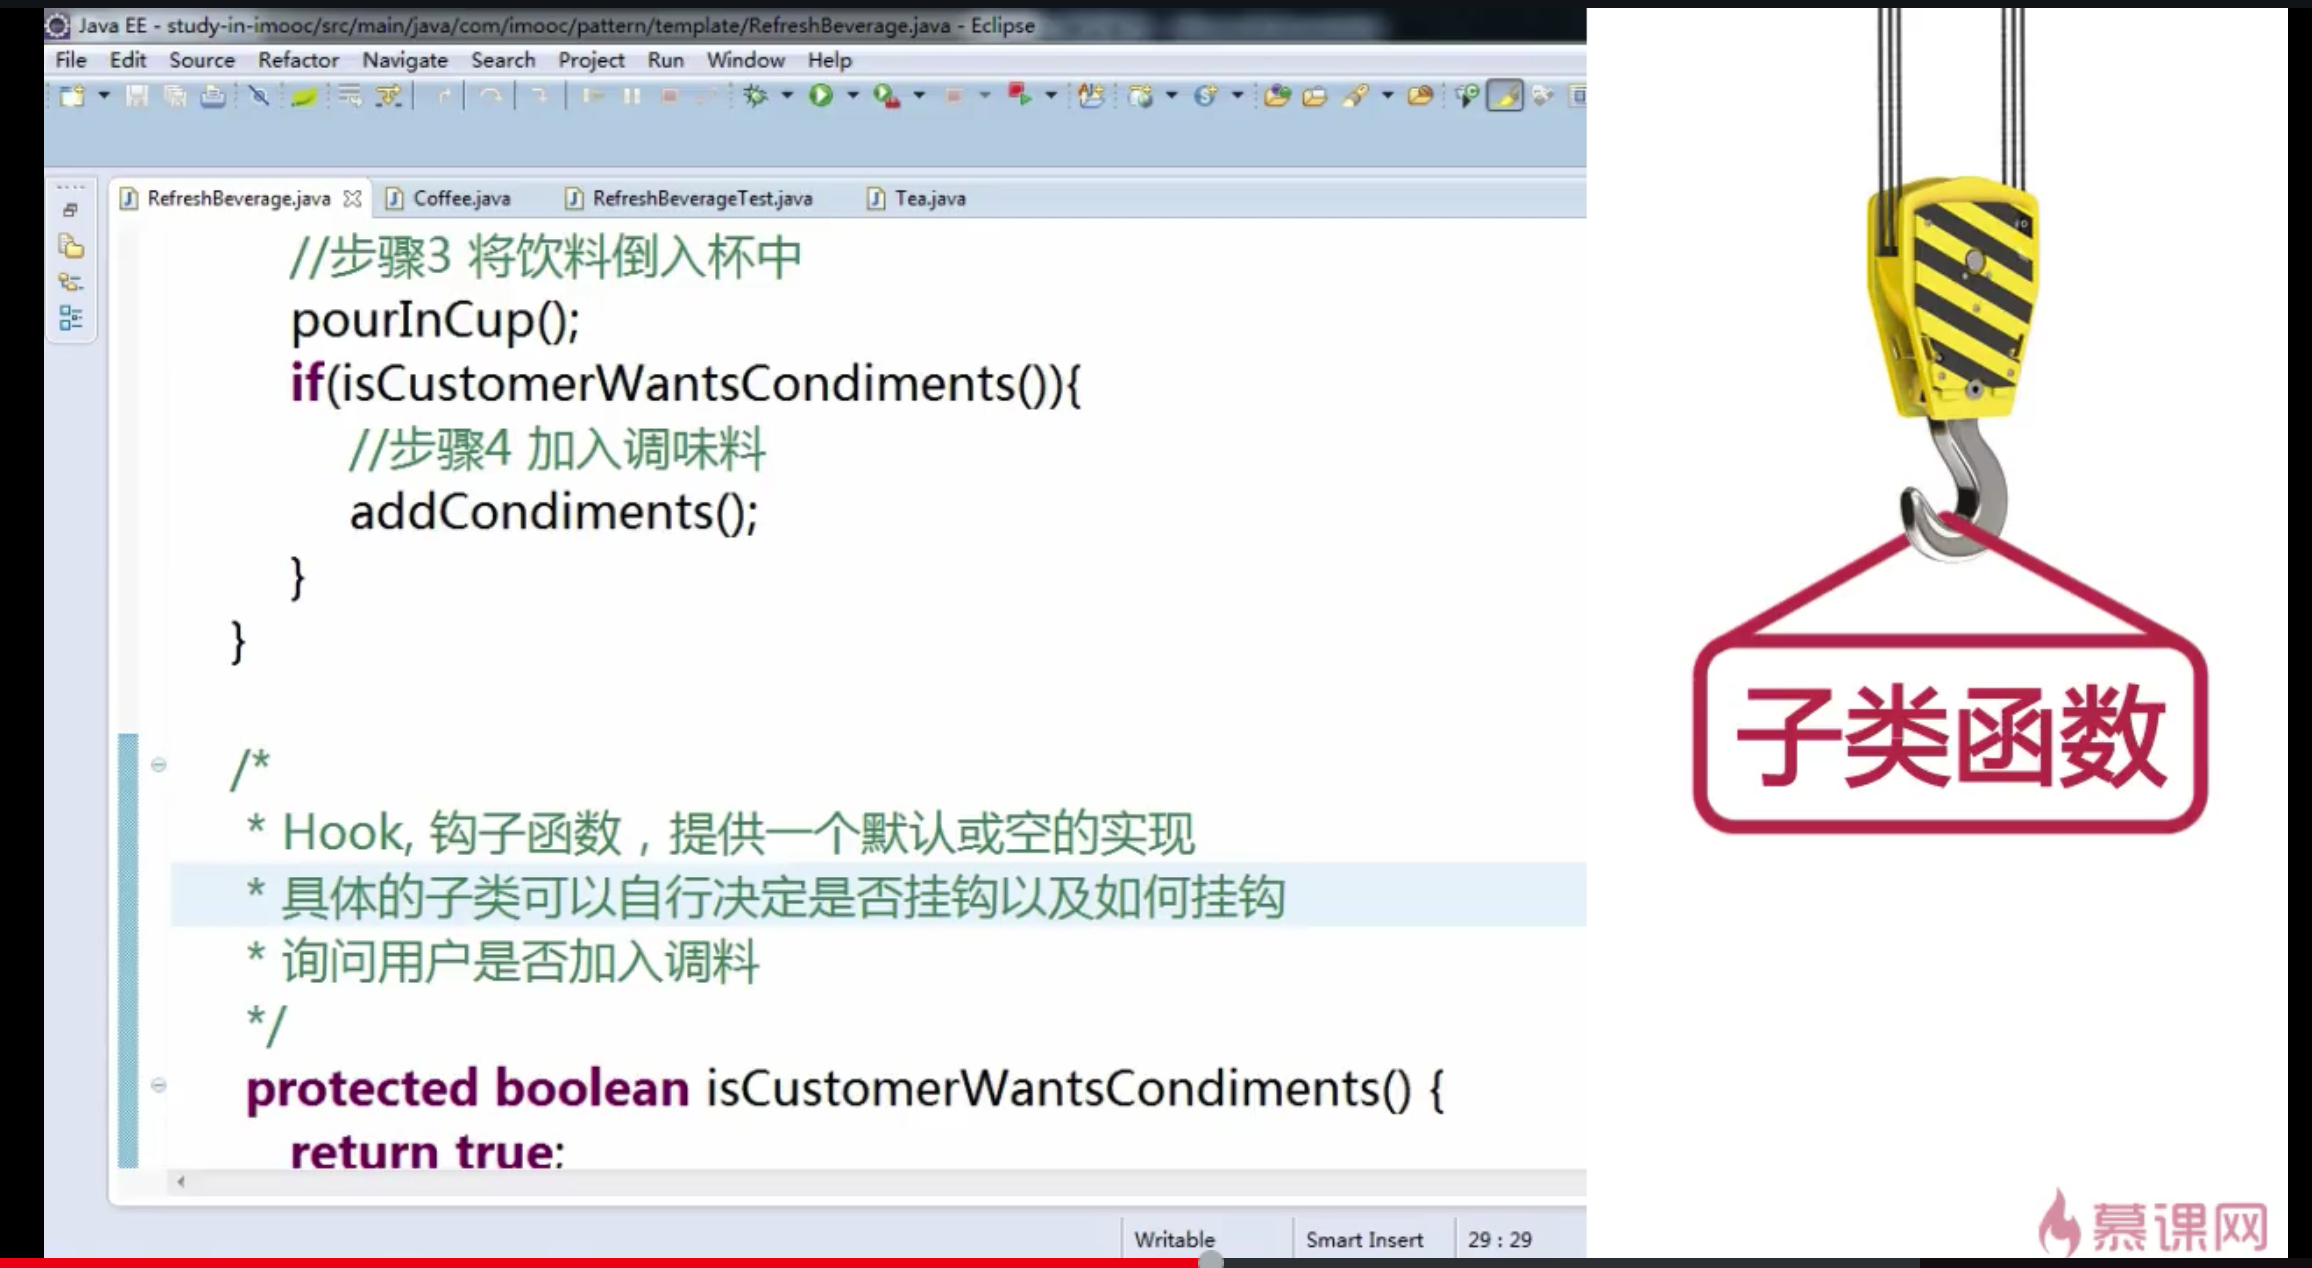 Java EE - study-in-imooc/src/main/java/com/imooc/pattern/template/RefreshBeverage.java - Eclipse
File Edit Source Refactor Navigate Search Project Run Window Help
RefreshBeverage.java Coffee.java RefreshBeverageTest.java Tea.java
//步骤3 将饮料倒入杯中
pourInCup();
if(isCustomerWantsCondiments()){
//步骤4 加入调味料
addCondiments();
}
}
/*
* Hook, 钩子函数，提供一个默认或空的实现
* 具体的子类可以自行决定是否挂钩以及如何挂钩
* 询问用户是否加入调料
*/
protected boolean isCustomerWantsCondiments() {
return true;
Writable Smart Insert 29 : 29
子类函数
慕课网